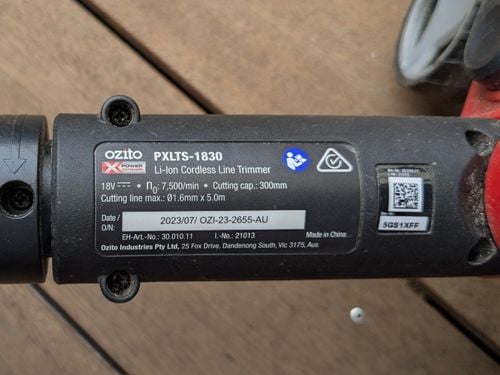 ozito
X POWER
PXLTS-1830
Li-Ion Cordless Line Trimmer
18V ⎓ • n0: 7,500/min • Cutting cap.: 300mm
Cutting line max.: Ø1.6mm x 5.0m
Date /
O/N:
2023/07/ OZI-23-2655-AU
EH-Art.-No.: 30.010.11 I.-No.: 21013
Made in China
Ozito Industries Pty Ltd, 25 Fox Drive, Dandenong South, Vic 3175, Aus
5GS1XFF